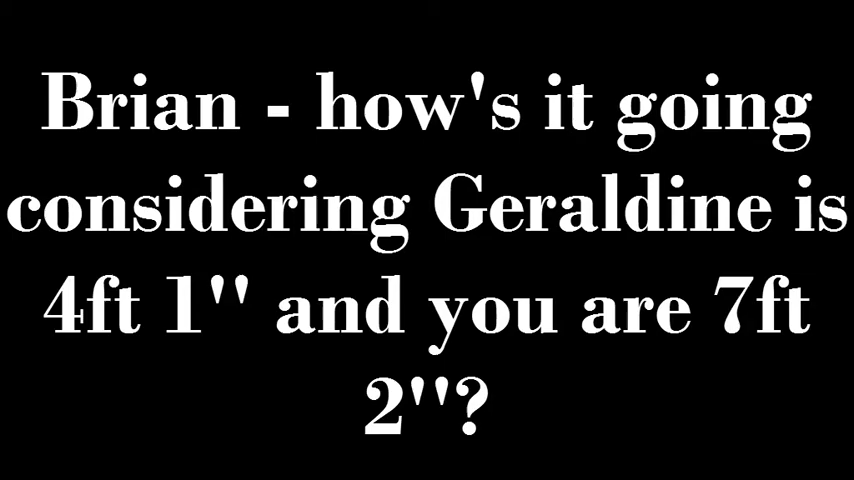 Brian - how's it going
considering Geraldine is
4ft 1'' and you are 7ft
2''?